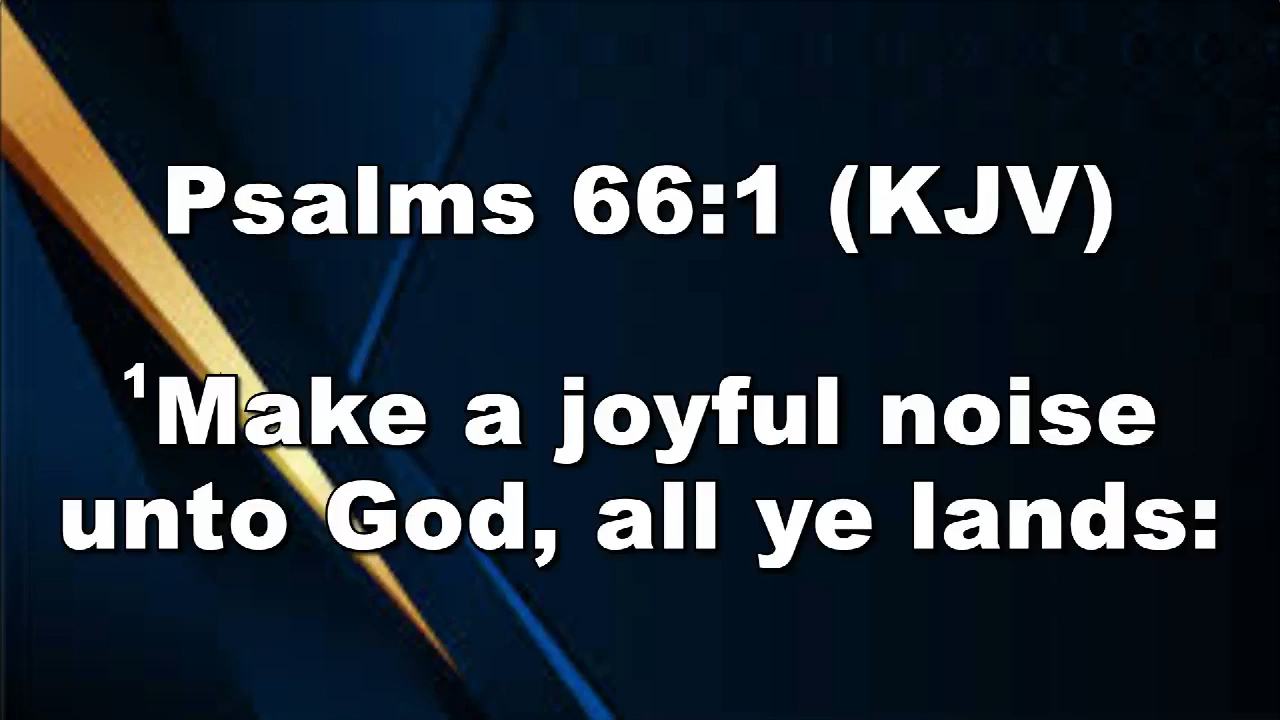 Psalms 66:1 (KJV)
¹Make a joyful noise
unto God, all ye lands: